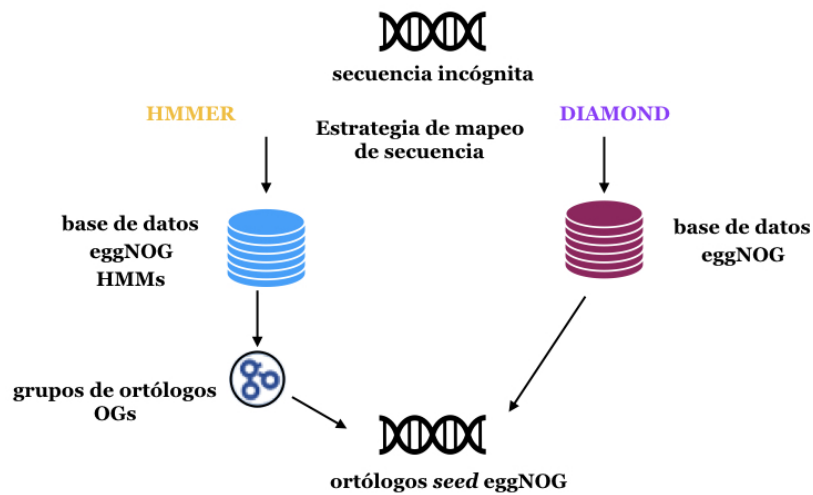 secuencia incógnita
HMMER
Estrategia de mapeo
de secuencia
DIAMOND
base de datos
eggNOG
HMMs
base de datos
eggNOG
grupos de ortólogos
OGs
ortólogos seed eggNOG